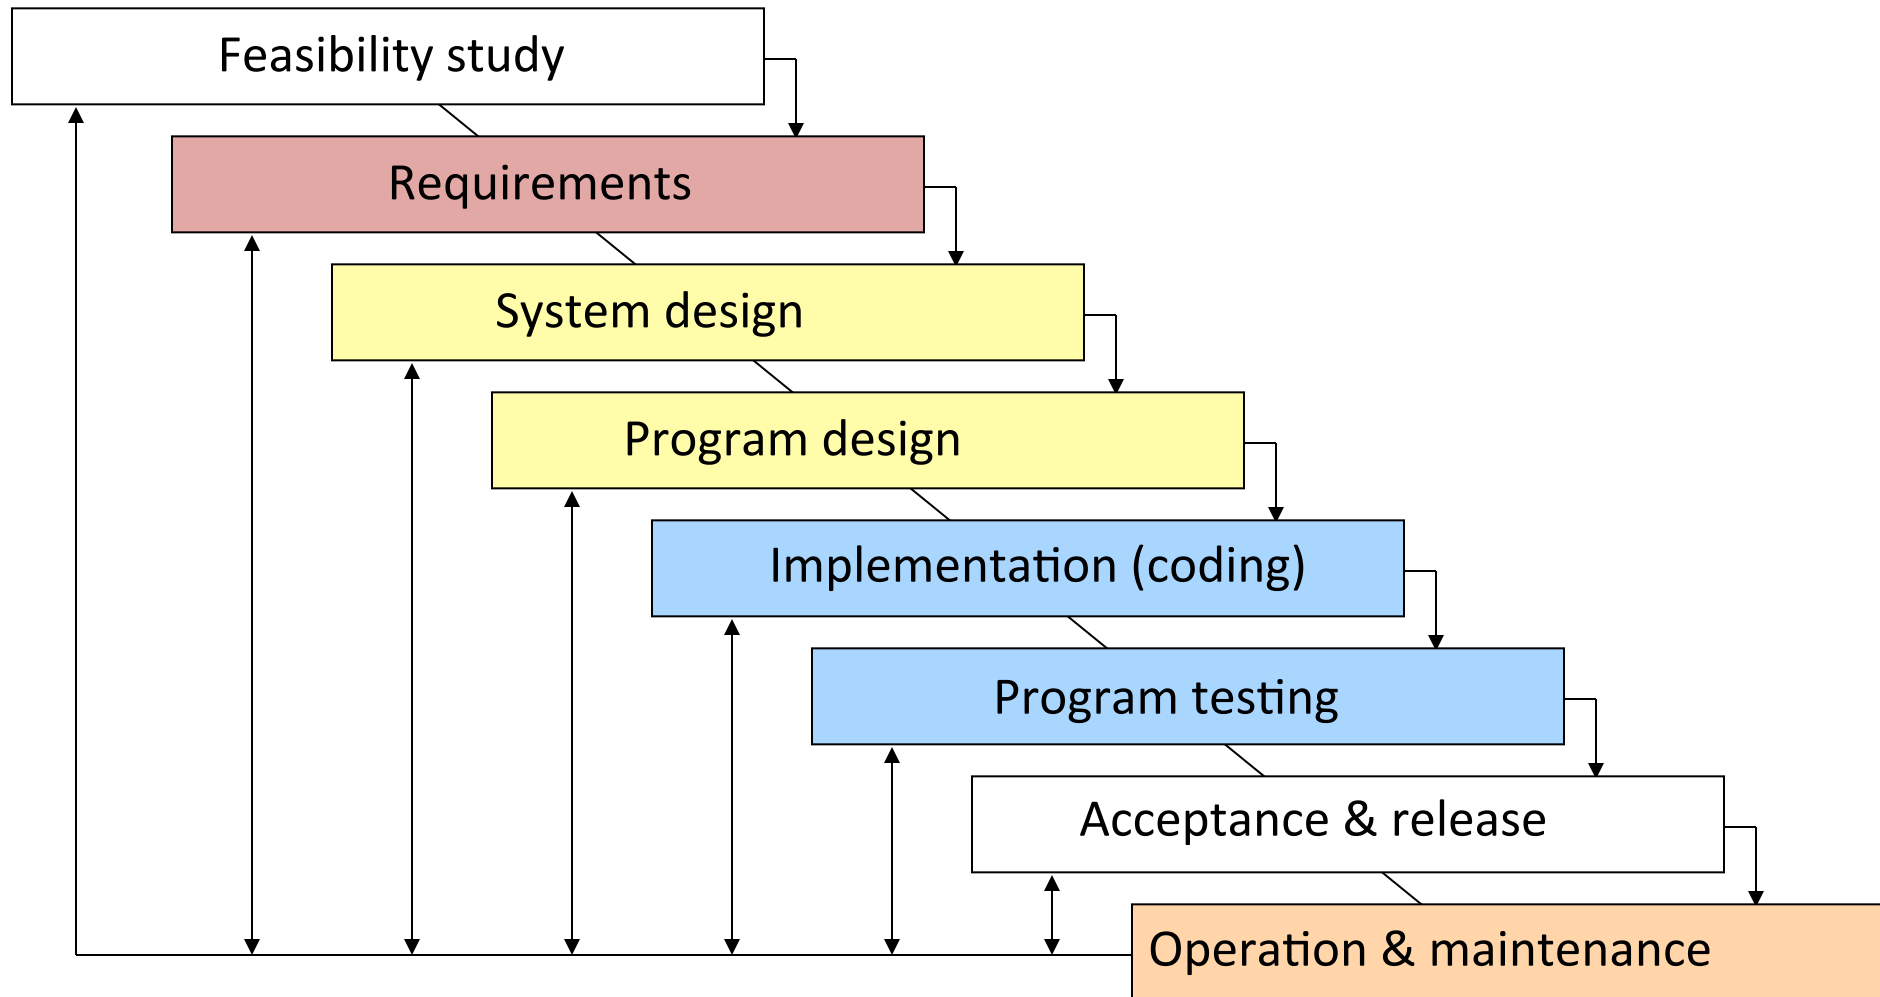 Feasibility study
Requirements
System design
Program design
Implementation (coding)
Program testing
Acceptance & release
Operation & maintenance